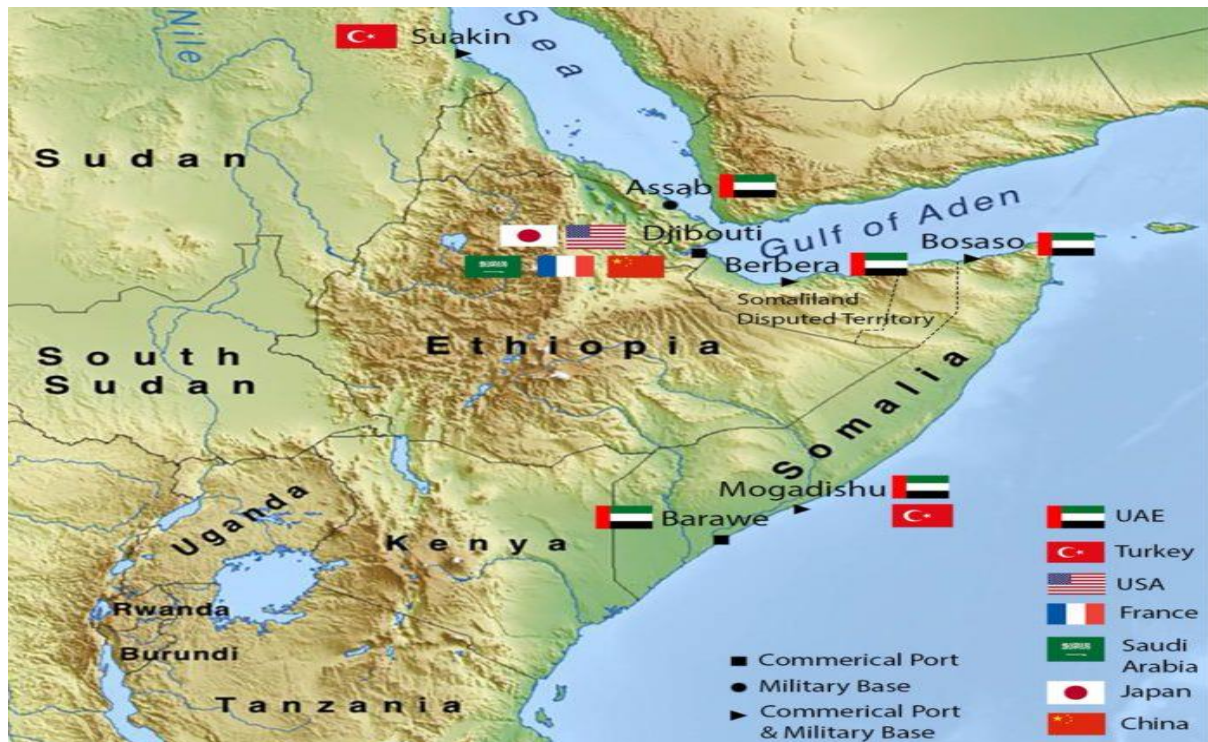 Nile
Suakin
Sea
Sudan
Assab
Djibouti
Gulf of Aden
Bosaso
Berbera
Somaliland
Disputed Territory
Ethiopia
South
Sudan
Somalia
Mogadishu
Barawe
Uganda
Kenya
Rwanda
Burundi
Tanzania
Commerical Port
Military Base
Commerical Port
& Military Base
UAE
Turkey
USA
France
Saudi
Arabia
Japan
China